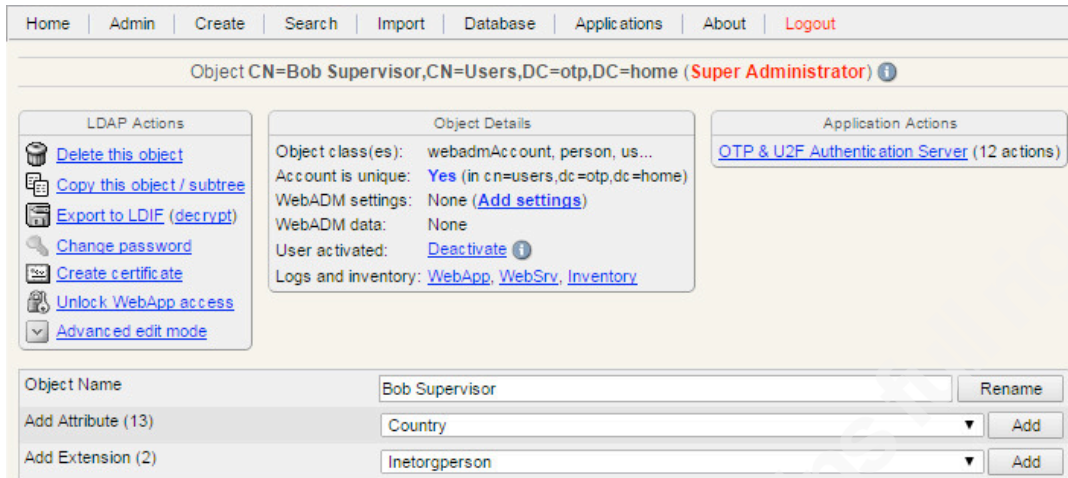 Home Admin Create Search Import Database Applications About Logout
Object CN=Bob Supervisor,CN=Users,DC=otp,DC=home (Super Administrator)
LDAP Actions
Delete this object
Copy this object / subtree
Export to LDIF (decrypt)
Change password
Create certificate
Unlock WebApp access
Advanced edit mode
Object Details
Object class(es): webadmAccount, person, us...
Account is unique: Yes (in cn=users,dc=otp,dc=home)
WebADM settings: None (Add settings)
WebADM data: None
User activated: Deactivate
Logs and inventory: WebApp, WebSrv, Inventory
Application Actions
OTP & U2F Authentication Server (12 actions)
Object Name Bob Supervisor Rename
Add Attribute (13) Country Add
Add Extension (2) Inetorgperson Add